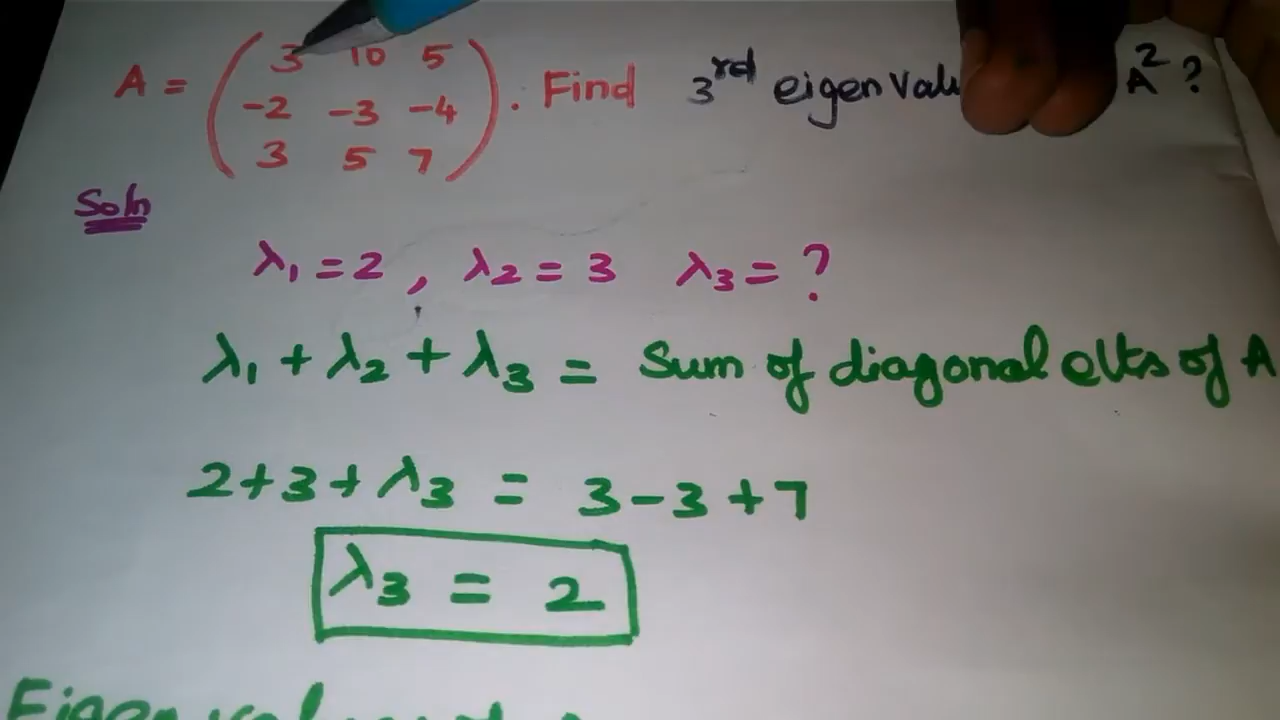 A = ( 3 10 5
-2 -3 -4
3 5 7 ) . Find 3rd eigen A² ?
Soln
λ₁ = 2 , λ₂ = 3 λ₃ = ?
λ₁ + λ₂ + λ₃ = Sum of diagonal elts of A
2 + 3 + λ₃ = 3 - 3 + 7
λ₃ = 2